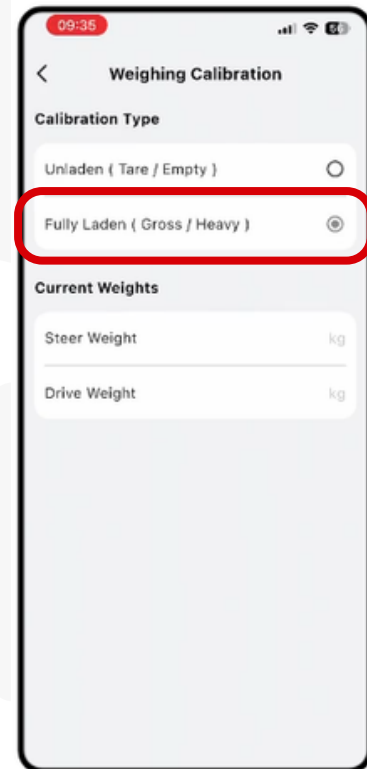 09:35
Weighing Calibration
Calibration Type
Unladen ( Tare / Empty )
Fully Laden ( Gross / Heavy )
Current Weights
Steer Weight kg
Drive Weight kg